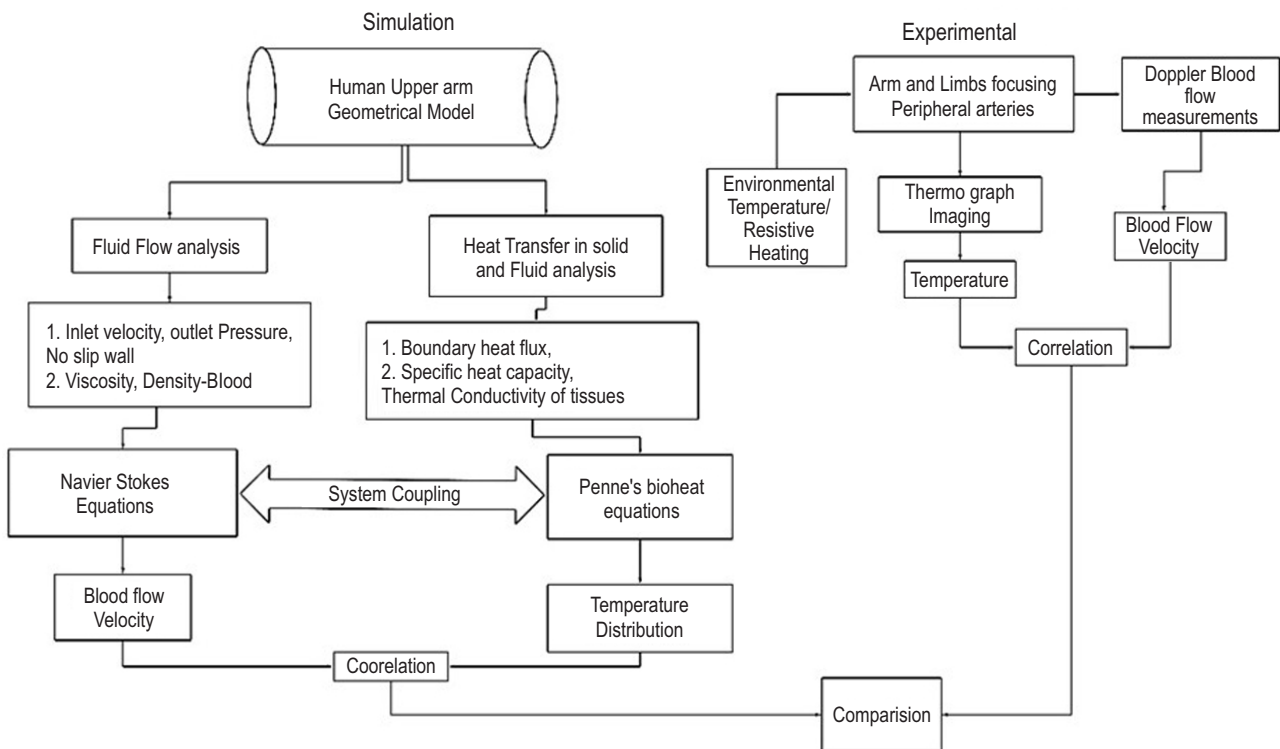 Simulation
Human Upper arm
Geometrical Model
Fluid Flow analysis
Heat Transfer in solid
and Fluid analysis
1. Inlet velocity, outlet Pressure,
No slip wall
2. Viscosity, Density-Blood
1. Boundary heat flux,
2. Specific heat capacity,
Thermal Conductivity of tissues
Navier Stokes
Equations
System Coupling
Penne's bioheat
equations
Blood flow
Velocity
Temperature
Distribution
Coorelation
Experimental
Arm and Limbs focusing
Peripheral arteries
Doppler Blood
flow
measurements
Environmental
Temperature/
Resistive
Heating
Thermo graph
Imaging
Blood Flow
Velocity
Temperature
Correlation
Comparision